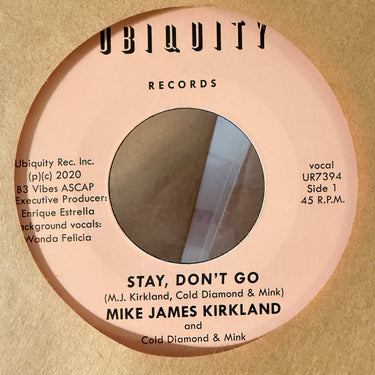 UBIQUITY
RECORDS
Ubiquity Rec. Inc.
(p)(c) 2020
B3 Vibes ASCAP
Executive Producer:
Enrique Estrella
Background vocals:
Wanda Felicia
vocal
UR7394
Side 1
45 R.P.M.
STAY, DON'T GO
(M.J. Kirkland, Cold Diamond & Mink)
MIKE JAMES KIRKLAND
and
Cold Diamond & Mink